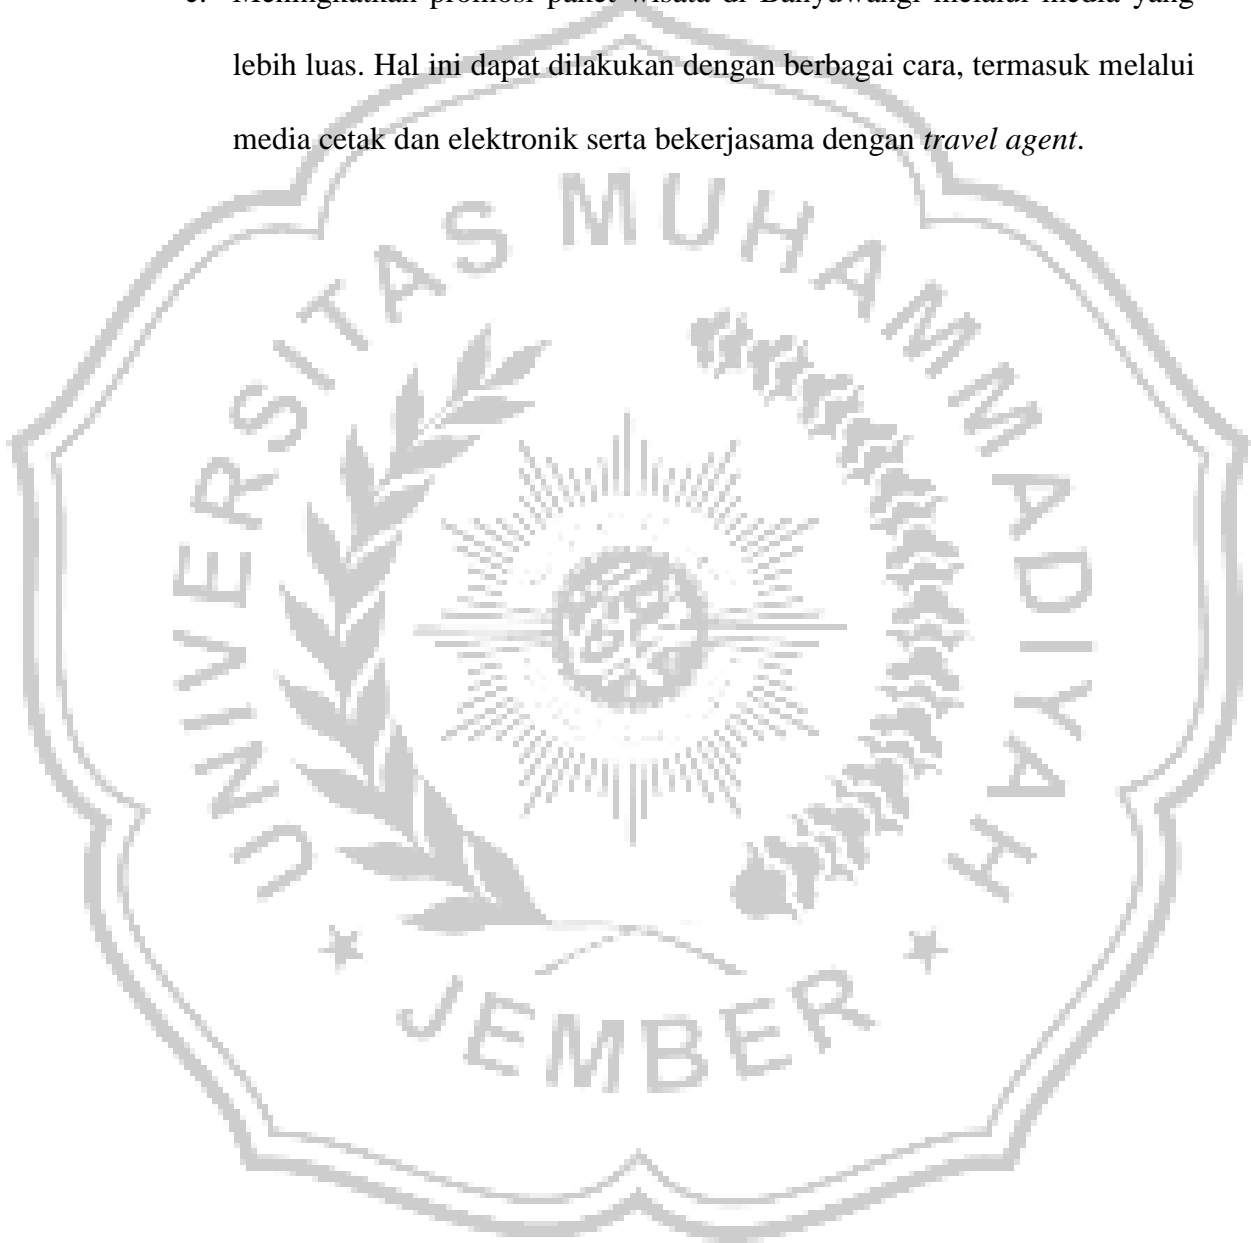 Meningkatkan promosi paket wisata di Banyuwangi melalui media yang
lebih luas. Hal ini dapat dilakukan dengan berbagai cara, termasuk melalui
media cetak dan elektronik serta bekerjasama dengan travel agent.
UNIVERSITAS MUHAMMADIYAH
JEMBER